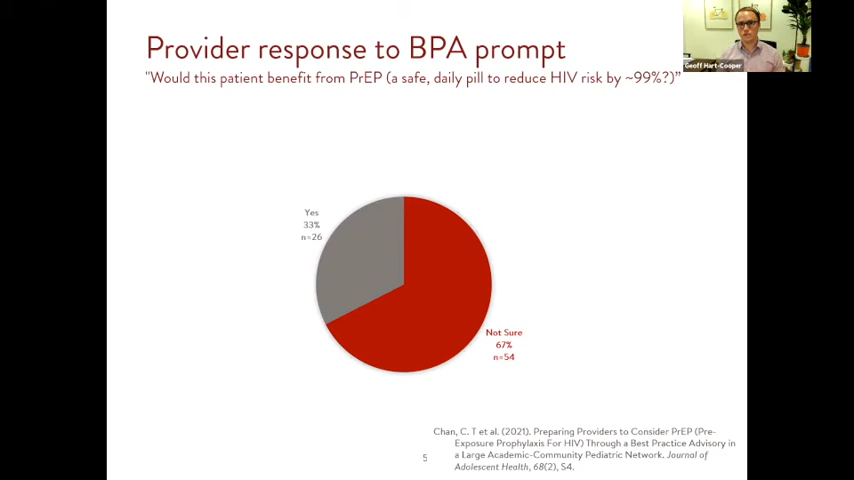 Provider response to BPA prompt
"Would this patient benefit from PrEP (a safe, daily pill to reduce HIV risk by ~99%?)”
Geoff Hart-Cooper
Yes
33%
n=26
Not Sure
67%
n=54
Chan, C. T et al. (2021). Preparing Providers to Consider PrEP (Pre-
Exposure Prophylaxis For HIV) Through a Best Practice Advisory in
a Large Academic-Community Pediatric Network. Journal of
Adolescent Health, 68(2), S4.
5